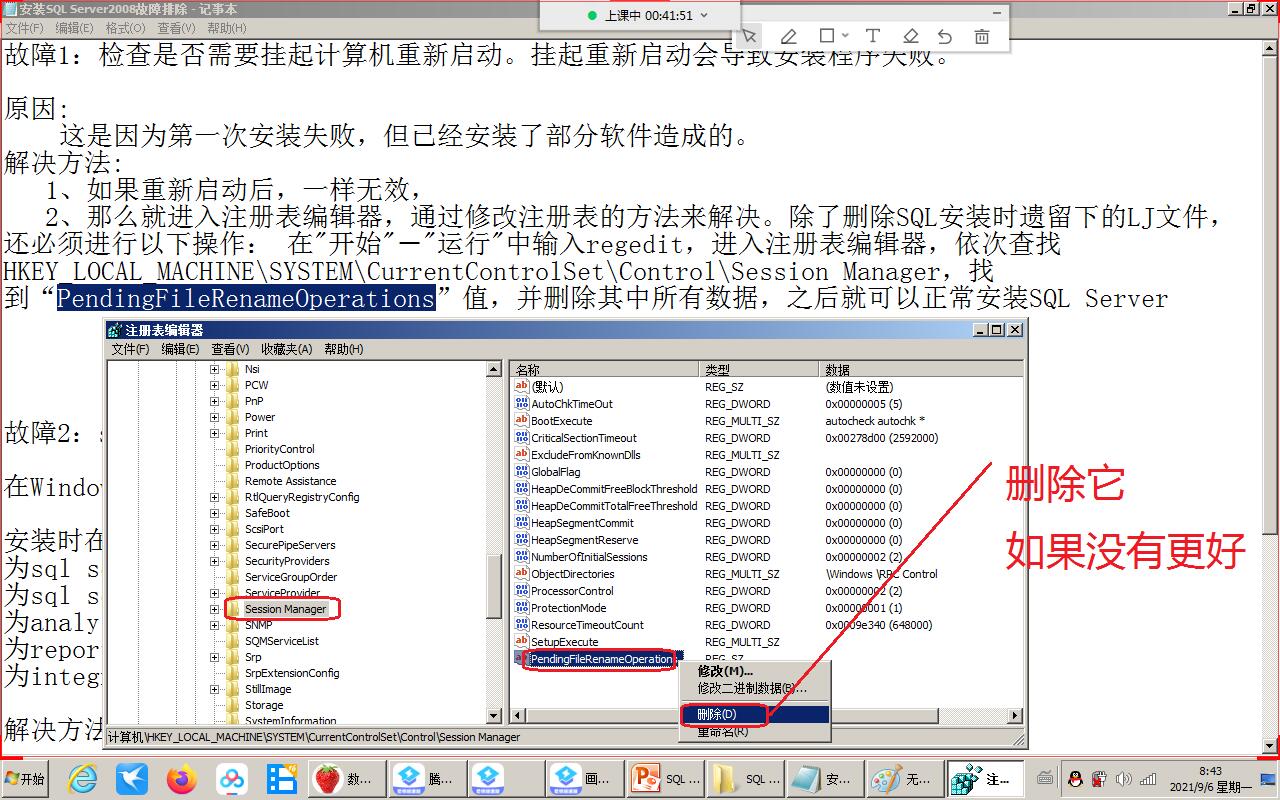 安装SQL Server2008故障排除 - 记事本
上课中 00:41:51
文件(F) 编辑(E) 格式(O) 查看(V) 帮助(H)
故障1：检查是否需要挂起计算机重新启动。挂起重新启动会导致安装程序失败。
原因:
这是因为第一次安装失败，但已经安装了部分软件造成的。
解决方法:
1、如果重新启动后，一样无效，
2、那么就进入注册表编辑器，通过修改注册表的方法来解决。除了删除SQL安装时遗留下的LJ文件，
还必须进行以下操作： 在"开始"－"运行"中输入regedit，进入注册表编辑器，依次查找
HKEY_LOCAL_MACHINE\SYSTEM\CurrentControlSet\Control\Session Manager，找
到“PendingFileRenameOperations”值，并删除其中所有数据，之后就可以正常安装SQL Server
故障2：
在Window
安装时在
为sql s
为sql s
为analy
为repor
为integ
解决方法
注册表编辑器
文件(F) 编辑(E) 查看(V) 收藏夹(A) 帮助(H)
Nsi
PCW
PnP
Power
Print
PriorityControl
ProductOptions
Remote Assistance
RtlQueryRegistryConfig
SafeBoot
ScsiPort
SecurePipeServers
SecurityProviders
ServiceGroupOrder
ServiceProvider
Session Manager
SNMP
SQMServiceList
Srp
SrpExtensionConfig
StillImage
Storage
SystemInformation
名称 类型 数据
(默认) REG_SZ (数值未设置)
AutoChkTimeOut REG_DWORD 0x00000005 (5)
BootExecute REG_MULTI_SZ autocheck autochk *
CriticalSectionTimeout REG_DWORD 0x00278d00 (2592000)
ExcludeFromKnownDlls REG_MULTI_SZ
GlobalFlag REG_DWORD 0x00000000 (0)
HeapDeCommitFreeBlockThreshold REG_DWORD 0x00000000 (0)
HeapDeCommitTotalFreeThreshold REG_DWORD 0x00000000 (0)
HeapSegmentCommit REG_DWORD 0x00000000 (0)
HeapSegmentReserve REG_DWORD 0x00000000 (0)
NumberOfInitialSessions REG_DWORD 0x00000002 (2)
ObjectDirectories REG_MULTI_SZ \Windows \RPC Control
ProcessorControl REG_DWORD 0x00000002 (2)
ProtectionMode REG_DWORD 0x00000001 (1)
ResourceTimeoutCount REG_DWORD 0x0009e340 (648000)
SetupExecute REG_MULTI_SZ
PendingFileRenameOperation REG_SZ
修改(M)...
修改二进制数据(B)...
删除(D)
重命名(R)
删除它
如果没有更好
计算机\HKEY_LOCAL_MACHINE\SYSTEM\CurrentControlSet\Control\Session Manager
开始 数... 腾... 画... SQL ... SQL ... 安... 无... 注...
8:43
2021/9/6 星期一